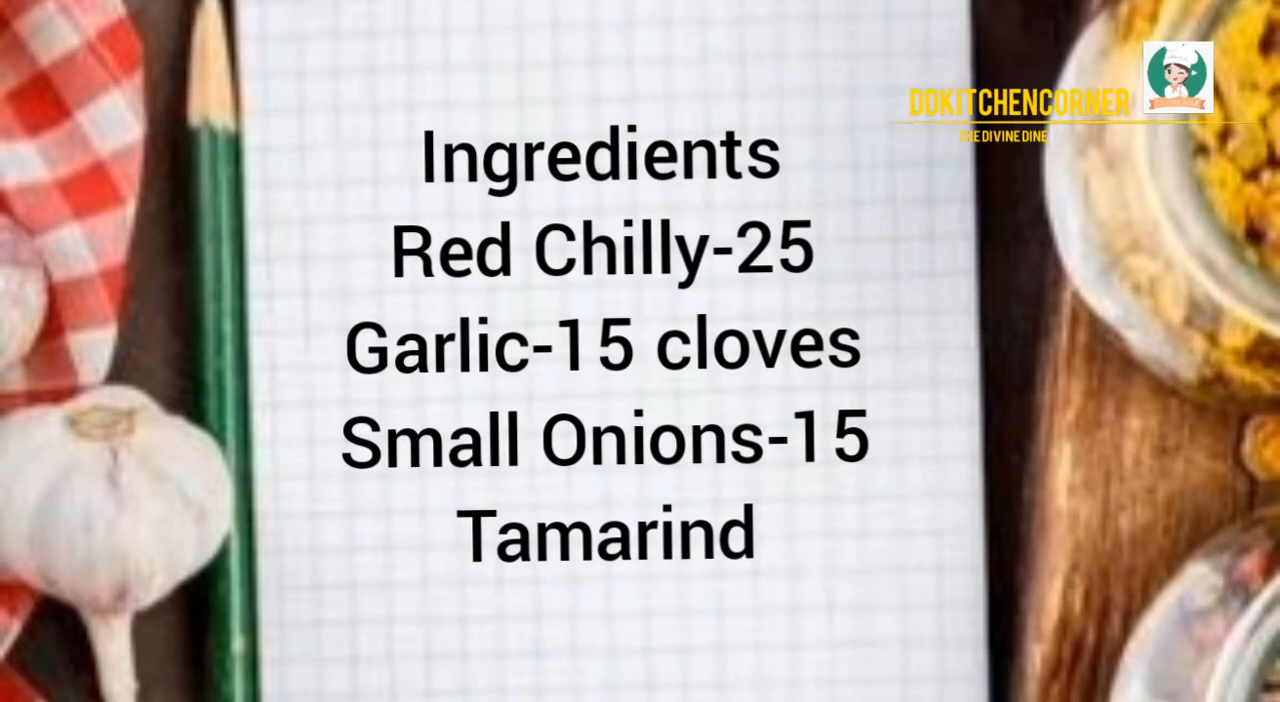 DDKITCHENCORNER
THE DIVINE DINE
Ingredients
Red Chilly-25
Garlic-15 cloves
Small Onions-15
Tamarind